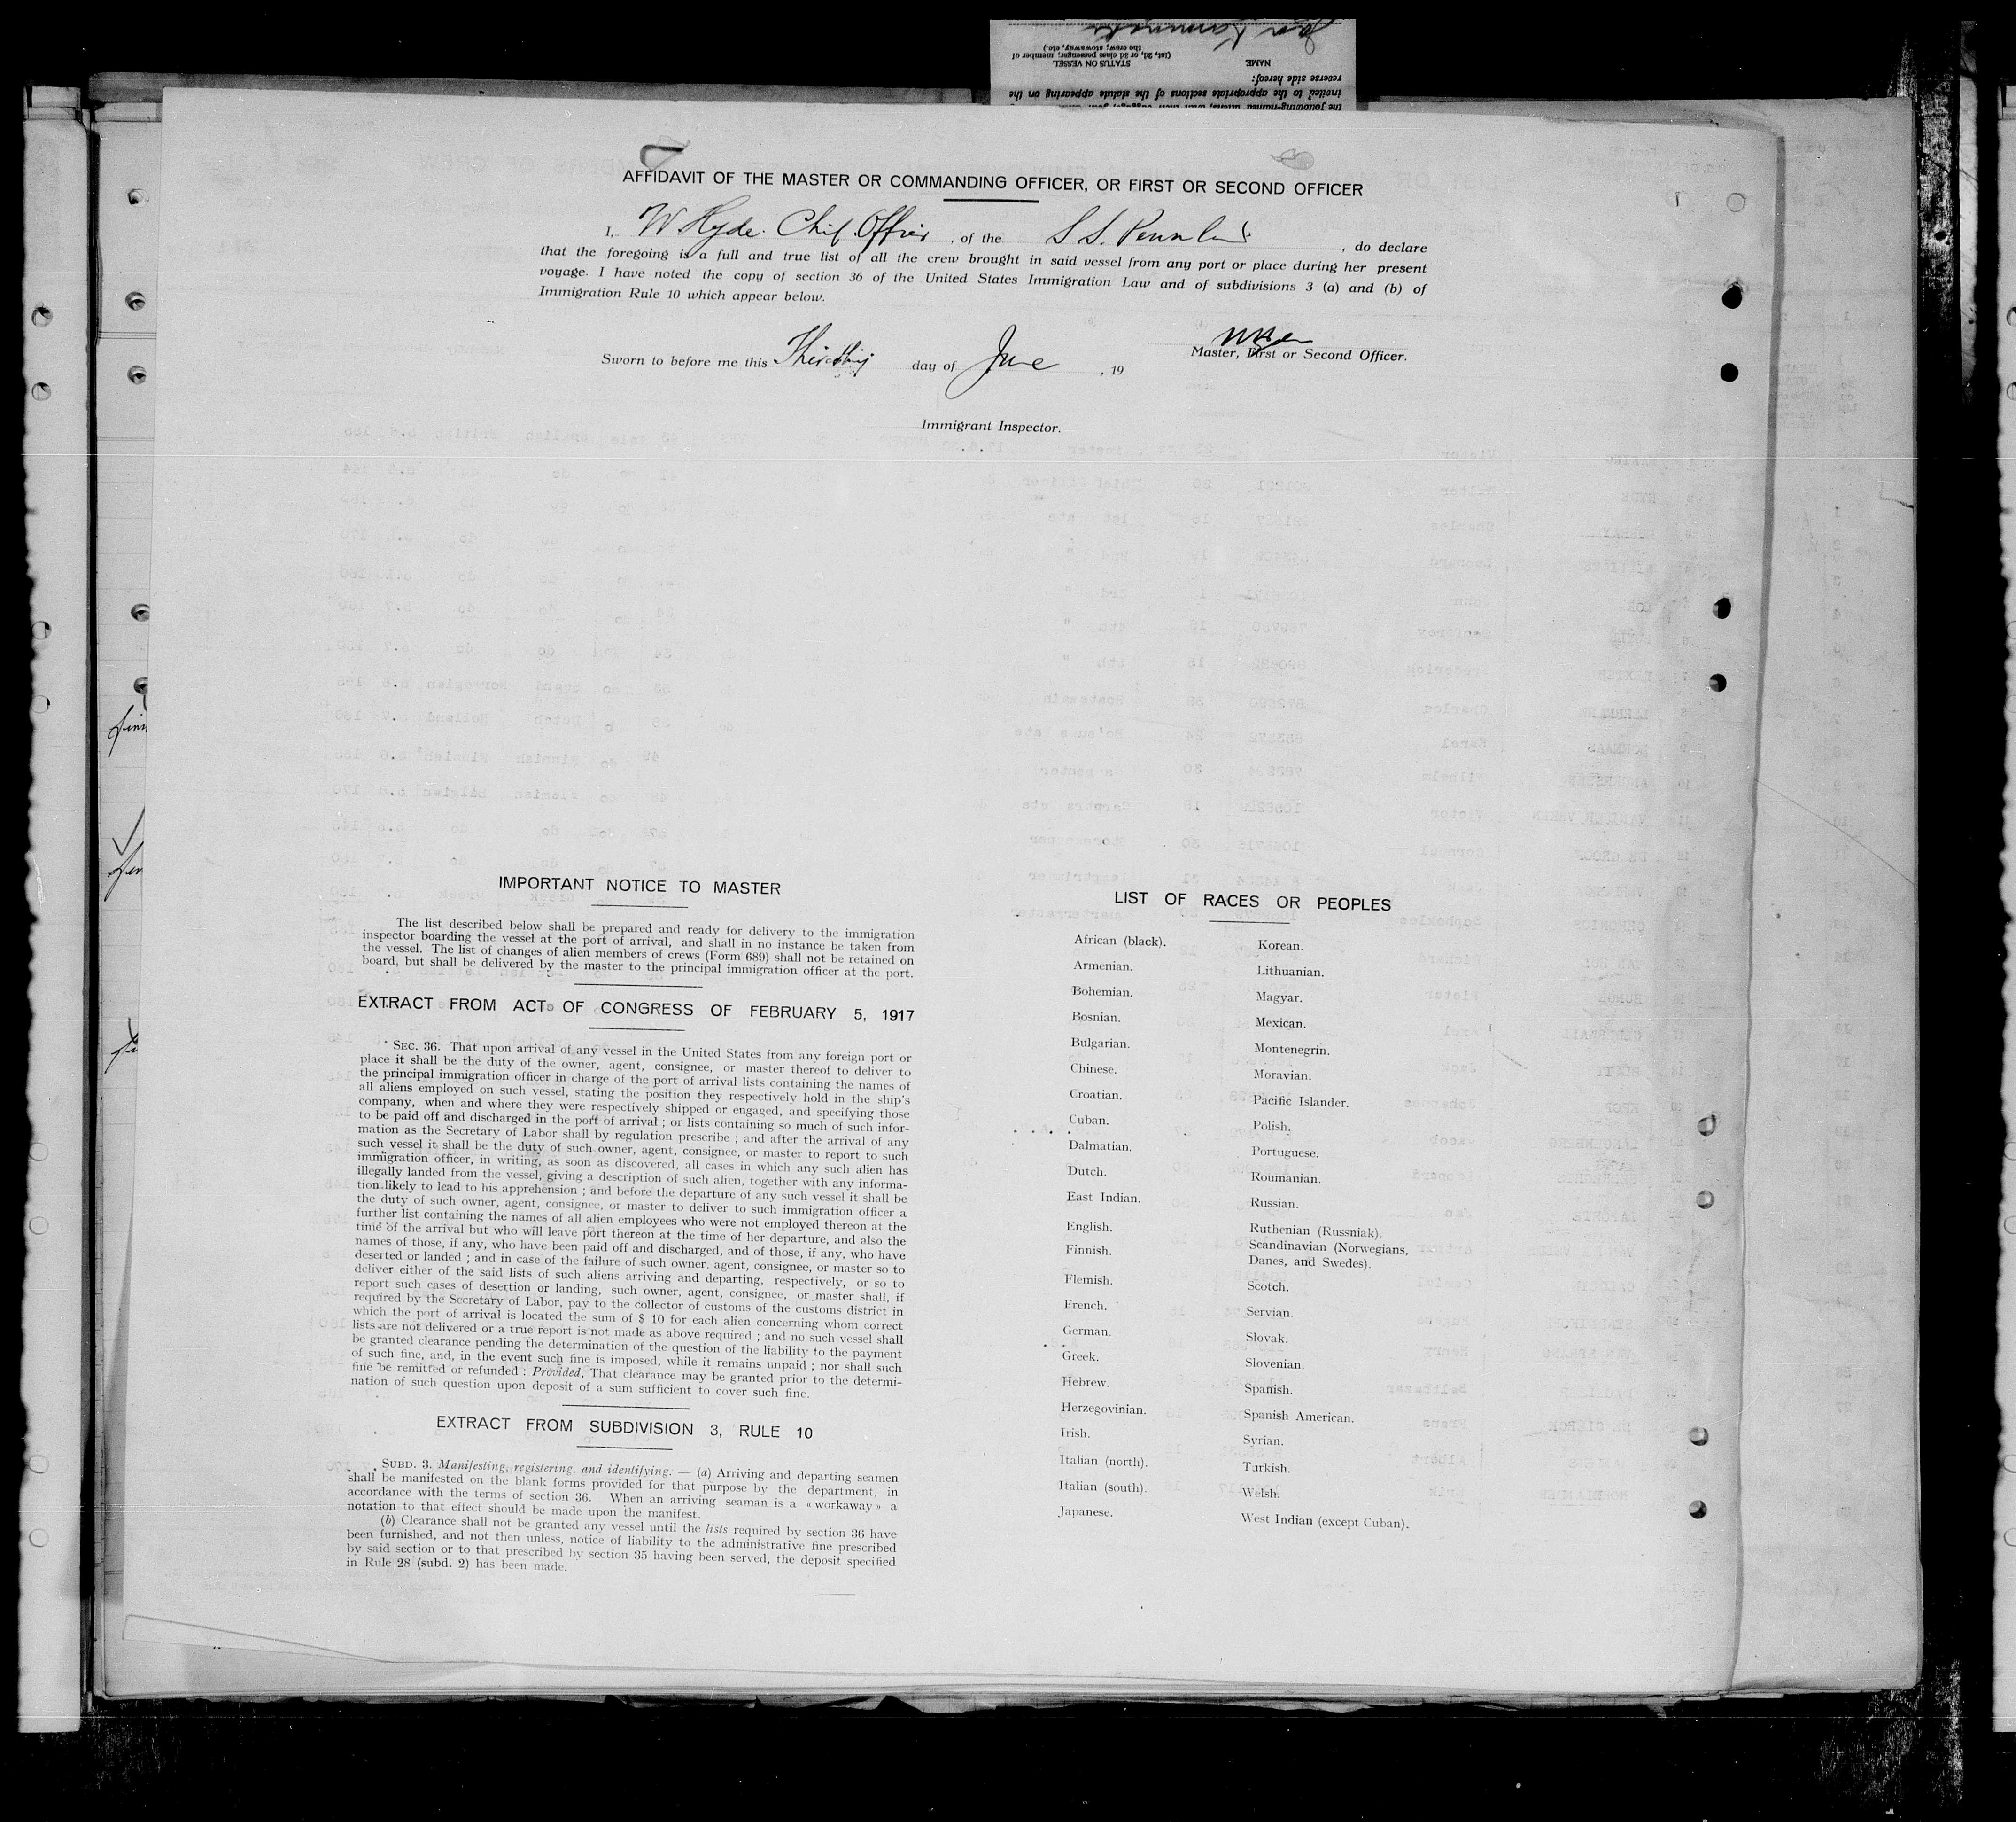 STATUS ON VESSEL
NAME
(1st, 2d, or 3d class passenger; member of
the crew; stowaway, etc.)
invited to the appropriate sections of the statute appearing on the
reverse side hereof:
AFFIDAVIT OF THE MASTER OR COMMANDING OFFICER, OR FIRST OR SECOND OFFICER
I, W Hyde. Chief Officer, of the S S. Pennland, do declare
that the foregoing is a full and true list of all the crew brought in said vessel from any port or place during her present
voyage. I have noted the copy of section 36 of the United States Immigration Law and of subdivisions 3 (a) and (b) of
Immigration Rule 10 which appear below.
Master, First or Second Officer.
Sworn to before me this day of June, 19
Immigrant Inspector.
IMPORTANT NOTICE TO MASTER
The list described below shall be prepared and ready for delivery to the immigration
inspector boarding the vessel at the port of arrival, and shall in no instance be taken from
the vessel. The list of changes of alien members of crews (Form 689) shall not be retained on
board, but shall be delivered by the master to the principal immigration officer at the port.
EXTRACT FROM ACT OF CONGRESS OF FEBRUARY 5, 1917
SEC. 36. That upon arrival of any vessel in the United States from any foreign port or
place it shall be the duty of the owner, agent, consignee, or master thereof to deliver to
the principal immigration officer in charge of the port of arrival lists containing the names of
all aliens employed on such vessel, stating the position they respectively hold in the ship's
company, when and where they were respectively shipped or engaged, and specifying those
to be paid off and discharged in the port of arrival ; or lists containing so much of such infor-
mation as the Secretary of Labor shall by regulation prescribe ; and after the arrival of any
such vessel it shall be the duty of such owner, agent, consignee, or master to report to such
immigration officer, in writing, as soon as discovered, all cases in which any such alien has
illegally landed from the vessel, giving a description of such alien, together with any informa-
tion likely to lead to his apprehension ; and before the departure of any such vessel it shall be
the duty of such owner, agent, consignee, or master to deliver to such immigration officer a
further list containing the names of all alien employees who were not employed thereon at the
time of the arrival but who will leave port thereon at the time of her departure, and also the
names of those, if any, who have been paid off and discharged, and of those, if any, who have
deserted or landed ; and in case of the failure of such owner. agent, consignee, or master so to
deliver either of the said lists of such aliens arriving and departing, respectively, or so to
report such cases of desertion or landing, such owner, agent, consignee, or master shall, if
required by the Secretary of Labor, pay to the collector of customs of the customs district in
which the port of arrival is located the sum of $ 10 for each alien concerning whom correct
lists are not delivered or a true report is not made as above required ; and no such vessel shall
be granted clearance pending the determination of the question of the liability to the payment
of such fine, and, in the event such fine is imposed, while it remains unpaid ; nor shall such
fine be remitted or refunded : Provided, That clearance may be granted prior to the determi-
nation of such question upon deposit of a sum sufficient to cover such fine.
EXTRACT FROM SUBDIVISION 3, RULE 10
SUBD. 3. Manifesting, registering. and identifying. — (a) Arriving and departing seamen
shall be manifested on the blank forms provided for that purpose by the department, in
accordance with the terms of section 36. When an arriving seaman is a « workaway » a
notation to that effect should be made upon the manifest.
(b) Clearance shall not be granted any vessel until the lists required by section 36 have
been furnished, and not then unless, notice of liability to the administrative fine prescribed
by said section or to that prescribed by section 35 having been served, the deposit specified
in Rule 28 (subd. 2) has been made.
LIST OF RACES OR PEOPLES
African (black).
Armenian.
Bohemian.
Bosnian.
Bulgarian.
Chinese.
Croatian.
Cuban.
Dalmatian.
Dutch.
East Indian.
English.
Finnish.
Flemish.
French.
German.
Greek.
Hebrew.
Herzegovinian.
Irish.
Italian (north).
Italian (south).
Japanese.
Korean.
Lithuanian.
Magyar.
Mexican.
Montenegrin.
Moravian.
Pacific Islander.
Polish.
Portuguese.
Roumanian.
Russian.
Ruthenian (Russniak).
Scandinavian (Norwegians,
Danes, and Swedes).
Scotch.
Servian.
Slovak.
Slovenian.
Spanish.
Spanish American.
Syrian.
Turkish.
Welsh.
West Indian (except Cuban).